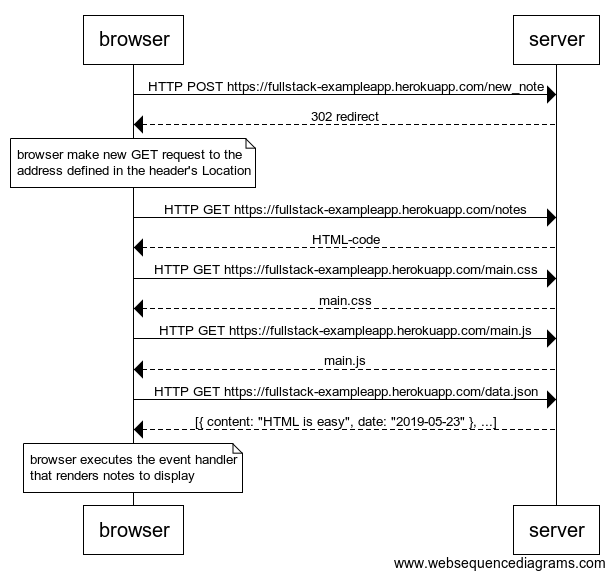 browser
server
HTTP POST https://fullstack-exampleapp.herokuapp.com/new_note
302 redirect
browser make new GET request to the
address defined in the header's Location
HTTP GET https://fullstack-exampleapp.herokuapp.com/notes
HTML-code
HTTP GET https://fullstack-exampleapp.herokuapp.com/main.css
main.css
HTTP GET https://fullstack-exampleapp.herokuapp.com/main.js
main.js
HTTP GET https://fullstack-exampleapp.herokuapp.com/data.json
[{ content: "HTML is easy", date: "2019-05-23" }, ...]
browser executes the event handler
that renders notes to display
browser
server
www.websequencediagrams.com